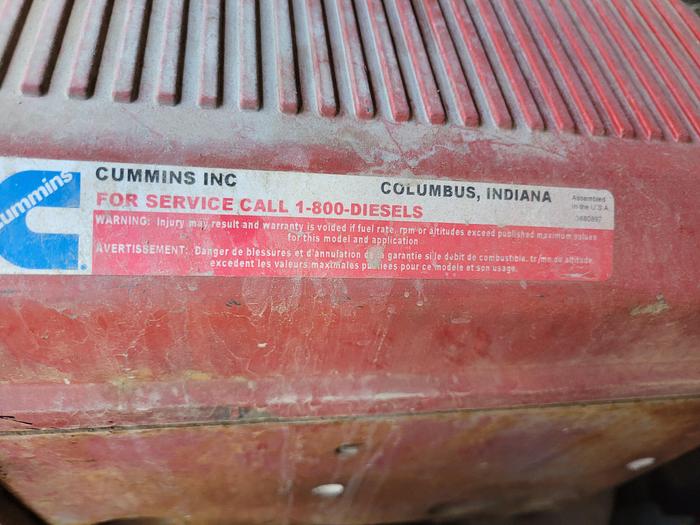 cummins
CUMMINS INC
COLUMBUS, INDIANA
Assembled
in the U.S.A.
FOR SERVICE CALL 1-800-DIESELS
WARNING: Injury may result and warranty is voided if fuel rate, rpm or altitudes exceed published maximum values
for this model and application
AVERTISSEMENT: Danger de blessures et d'annulation de la garantie si le debit de combustible, tr/mn ou altitude
excedent les valeurs maximales publiees pour ce modele et son usage.